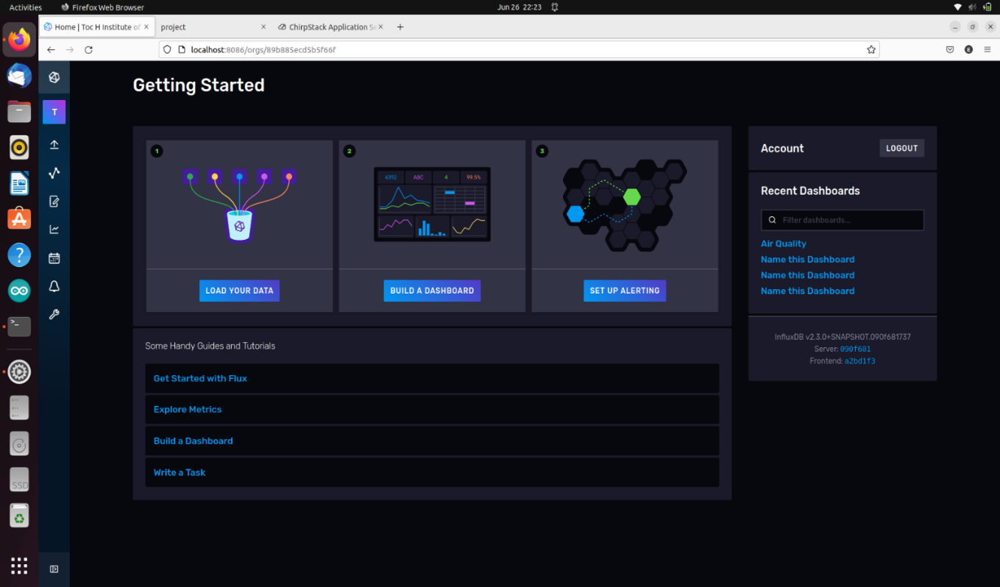 Activities
Firefox Web Browser
Jun 26 22:23
Home | Toc H Institute of
project
ChirpStack Application Se
localhost:8086/orgs/89b885ecd5b5f66f
E
T
Getting Started
1
2
3
4392 ABC 4 99.5%
LOAD YOUR DATA
BUILD A DASHBOARD
SET UP ALERTING
Some Handy Guides and Tutorials
Get Started with Flux
Explore Metrics
Build a Dashboard
Write a Task
Account
LOGOUT
Recent Dashboards
Filter dashboards...
Air Quality
Name this Dashboard
Name this Dashboard
Name this Dashboard
InfluxDB v2.3.0+SNAPSHOT.090f681737
Server: 090f681
Frontend: a2bd1f3
SSD